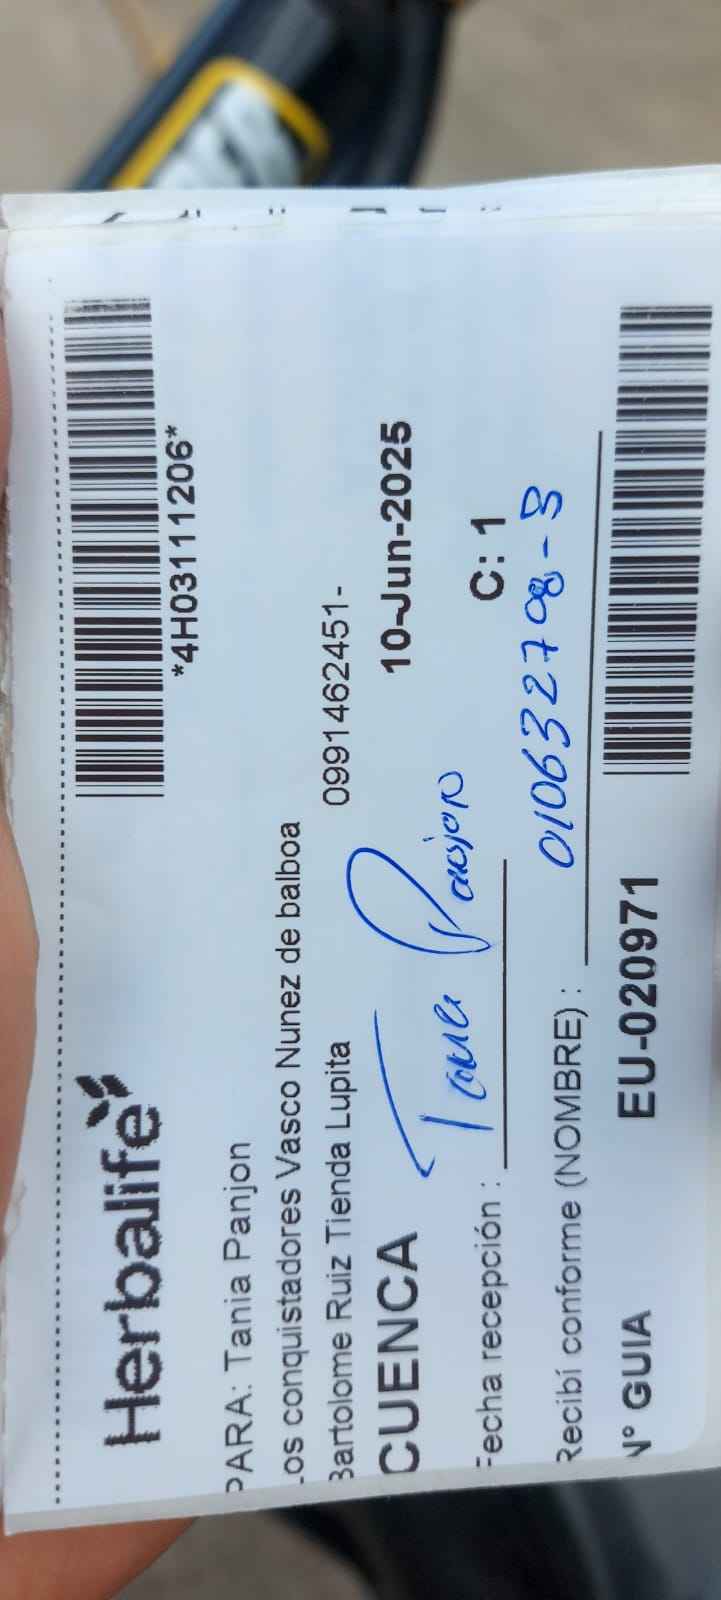 Herbalife
*4H03111206*
PARA: Tania Panjon
Los conquistadores Vasco Nunez de balboa
Bartolome Ruiz Tienda Lupita 0991462451-
CUENCA 10-Jun-2025
Fecha recepción : Tania Panjon C: 1
Recibí conforme (NOMBRE) : 010632708-3
N° GUIA EU-020971